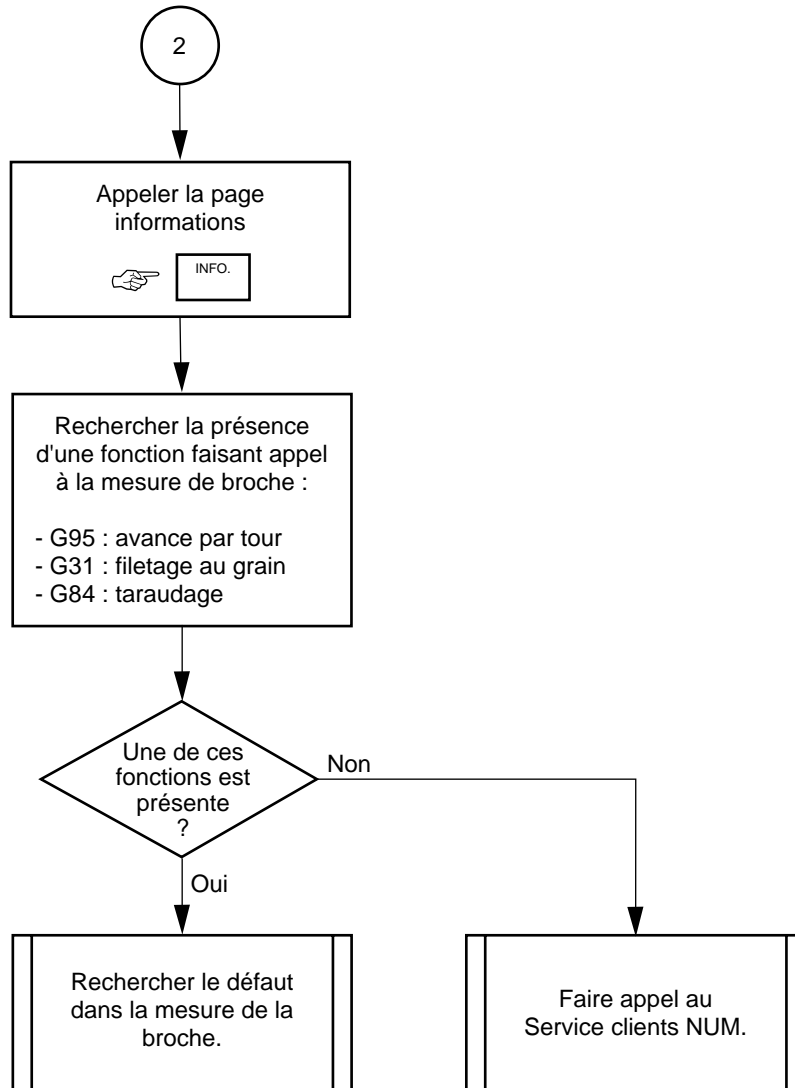 2
Appeler la page
informations
INFO.
Rechercher la présence
d'une fonction faisant appel
à la mesure de broche :
- G95 : avance par tour
- G31 : filetage au grain
- G84 : taraudage
Une de ces
fonctions est
présente
?
Non
Oui
Rechercher le défaut
dans la mesure de la
broche.
Faire appel au
Service clients NUM.